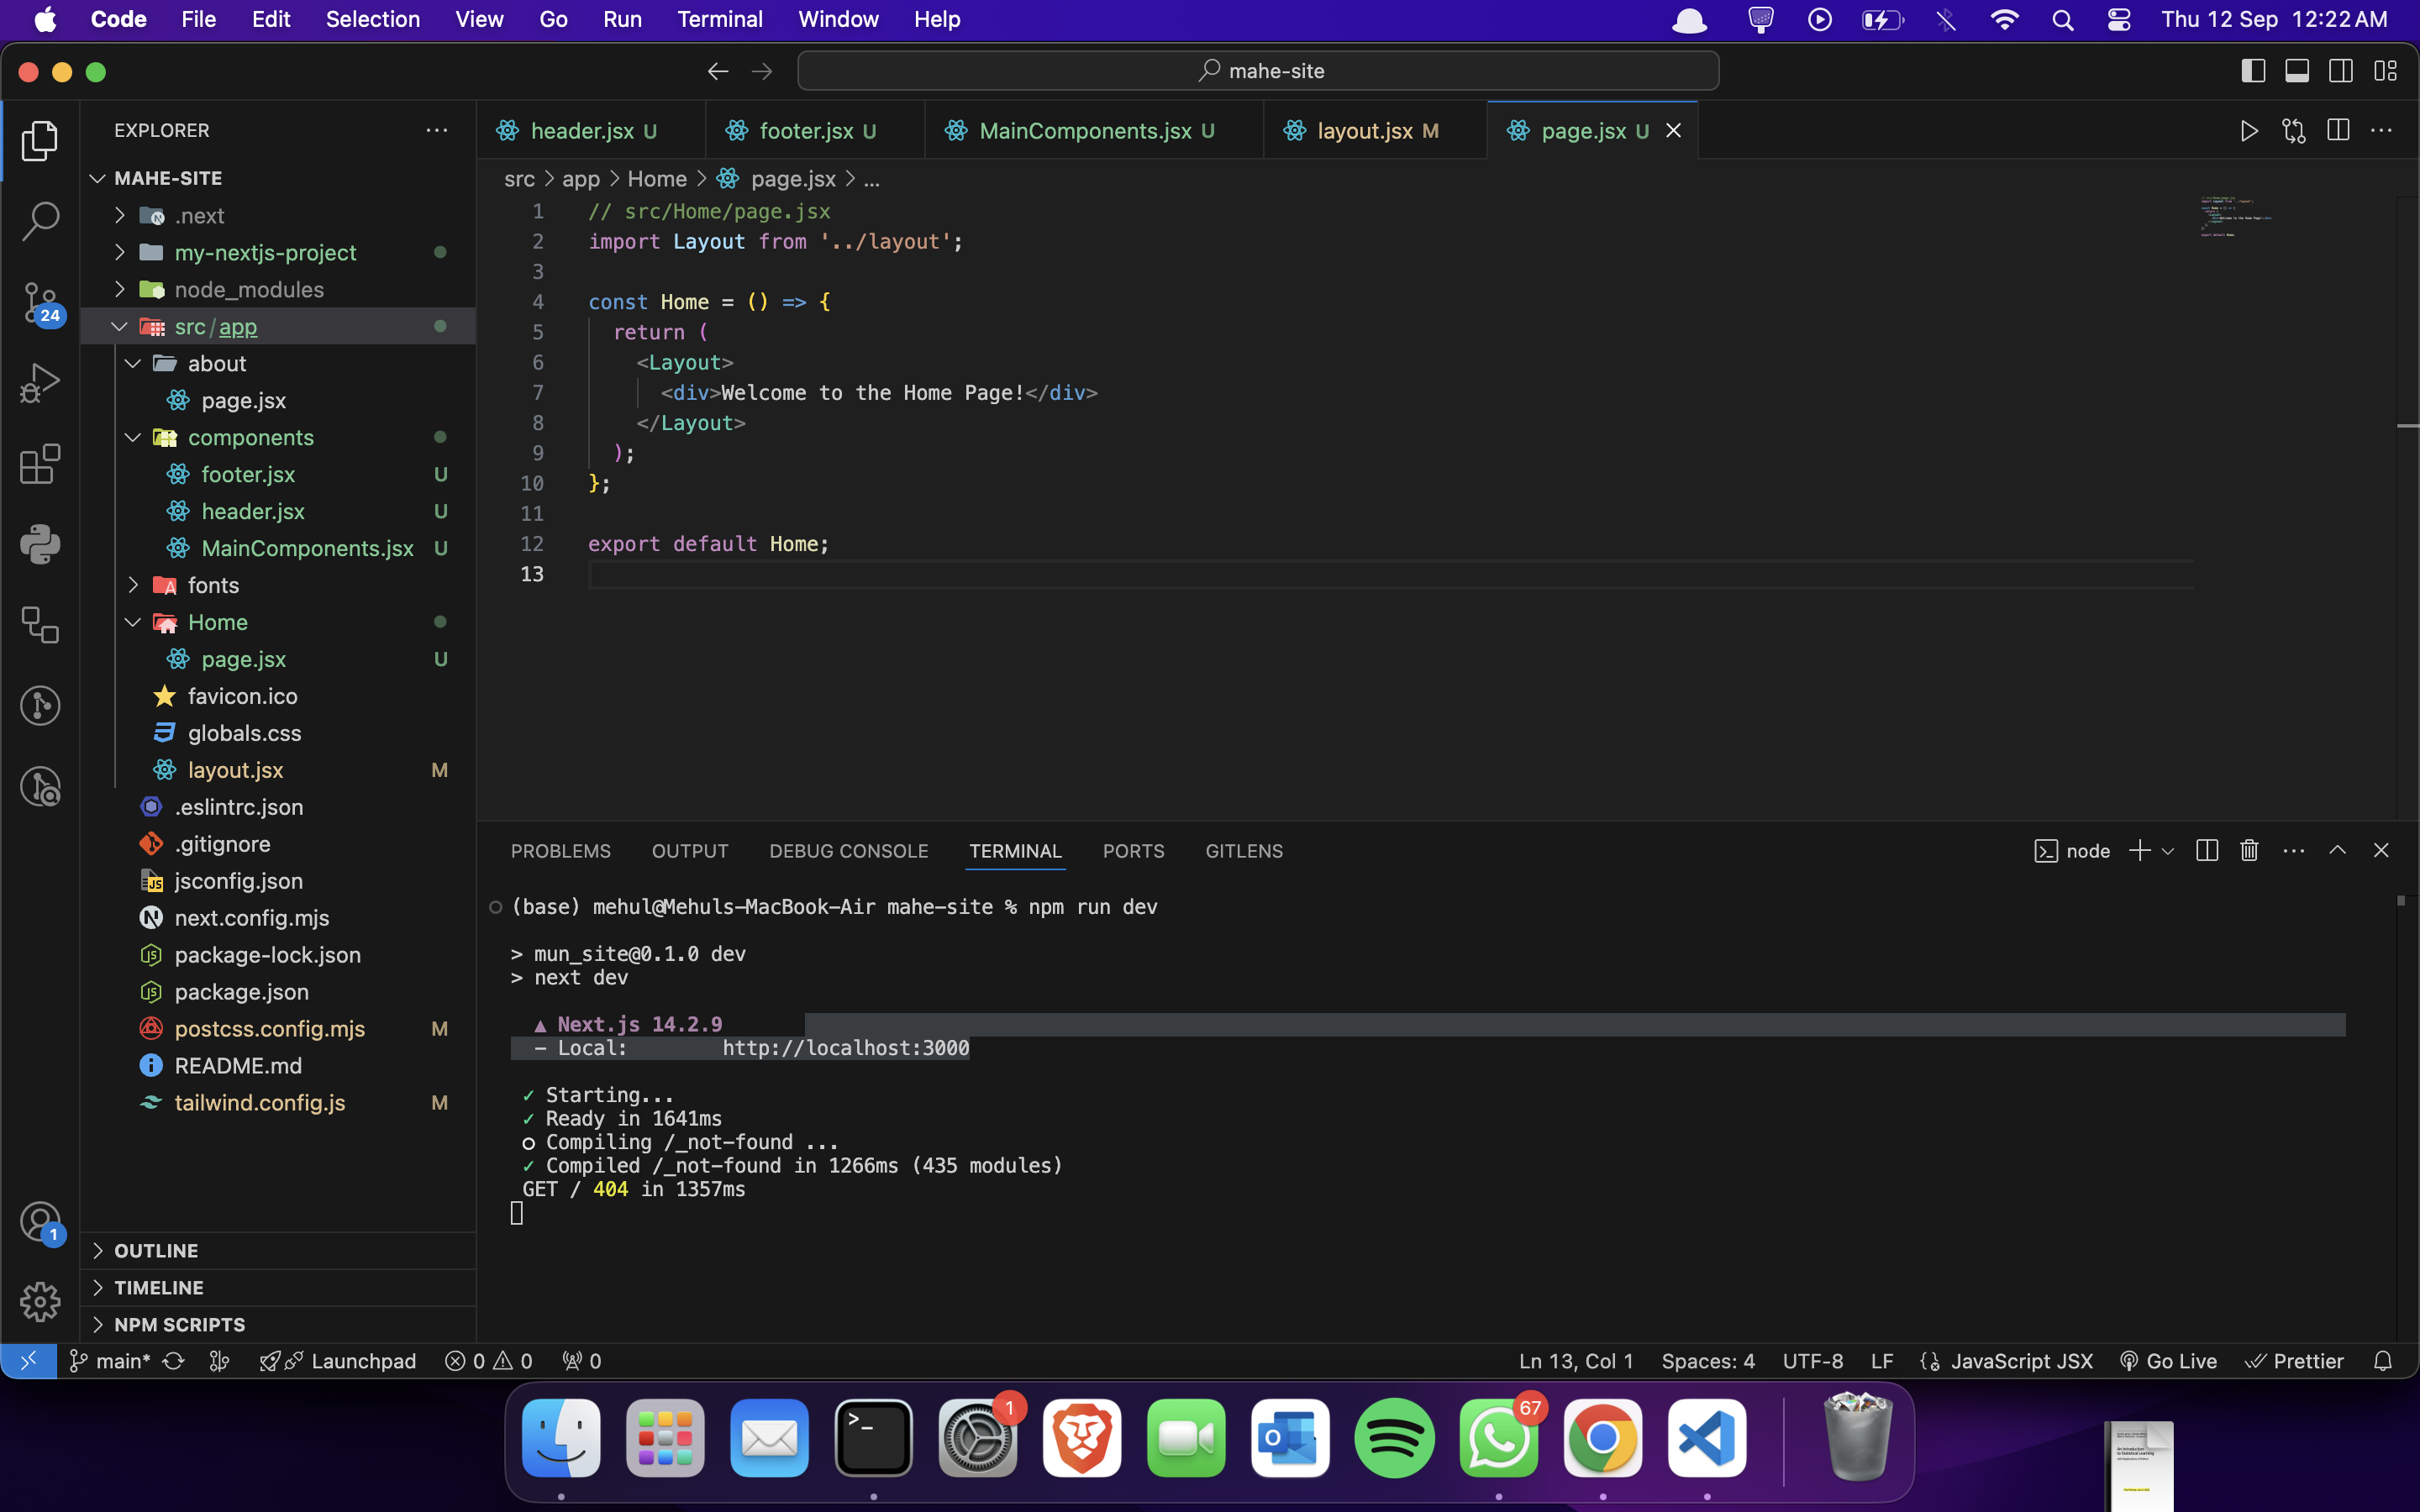 Code File Edit Selection View Go Run Terminal Window Help Thu 12 Sep 12:22 AM
mahe-site
EXPLORER
MAHE-SITE
.next
my-nextjs-project
node_modules
src/app
about
page.jsx
components
footer.jsx U
header.jsx U
MainComponents.jsx U
fonts
Home
page.jsx U
favicon.ico
globals.css
layout.jsx M
.eslintrc.json
.gitignore
jsconfig.json
next.config.mjs
package-lock.json
package.json
postcss.config.mjs M
README.md
tailwind.config.js M
OUTLINE
TIMELINE
NPM SCRIPTS
24
1
header.jsx U footer.jsx U MainComponents.jsx U layout.jsx M page.jsx U
src > app > Home > page.jsx > ...
1 // src/Home/page.jsx
2 import Layout from '../layout';
3
4 const Home = () => {
5 return (
6 <Layout>
7 <div>Welcome to the Home Page!</div>
8 </Layout>
9 );
10 };
11
12 export default Home;
13
PROBLEMS OUTPUT DEBUG CONSOLE TERMINAL PORTS GITLENS node
(base) mehul@Mehuls-MacBook-Air mahe-site % npm run dev
> mun_site@0.1.0 dev
> next dev
▲ Next.js 14.2.9
- Local: http://localhost:3000
✓ Starting...
✓ Ready in 1641ms
○ Compiling /_not-found ...
✓ Compiled /_not-found in 1266ms (435 modules)
GET / 404 in 1357ms
main* Launchpad 0 0 0 Ln 13, Col 1 Spaces: 4 UTF-8 LF JavaScript JSX Go Live Prettier
1
67